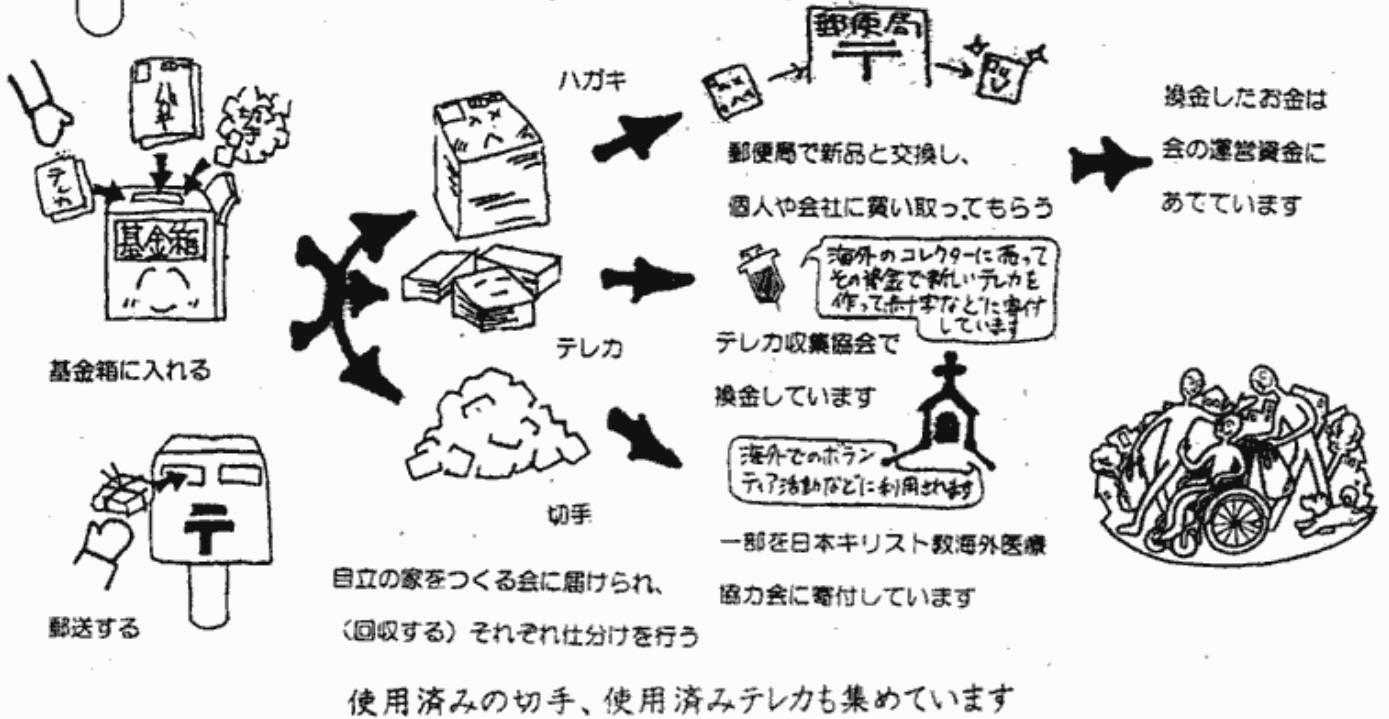 ハガキ
切手
テレカ
基金箱
基金箱に入れる
郵送する
ハガキ
テレカ
切手
自立の家をつくる会に届けられ、
（回収する）それぞれ仕分けを行う
郵便局
郵便局で新品と交換し、
個人や会社に買い取ってもらう
海外のコレクターに売って
その資金で新しいテレカを
作って赤十字などに寄付
しています
テレカ収集協会で
換金しています
海外でのボラン
ティア活動などに利用されます
一部を日本キリスト教海外医療
協力会に寄付しています
換金したお金は
会の運営資金に
あてています
使用済みの切手、使用済みテレカも集めています